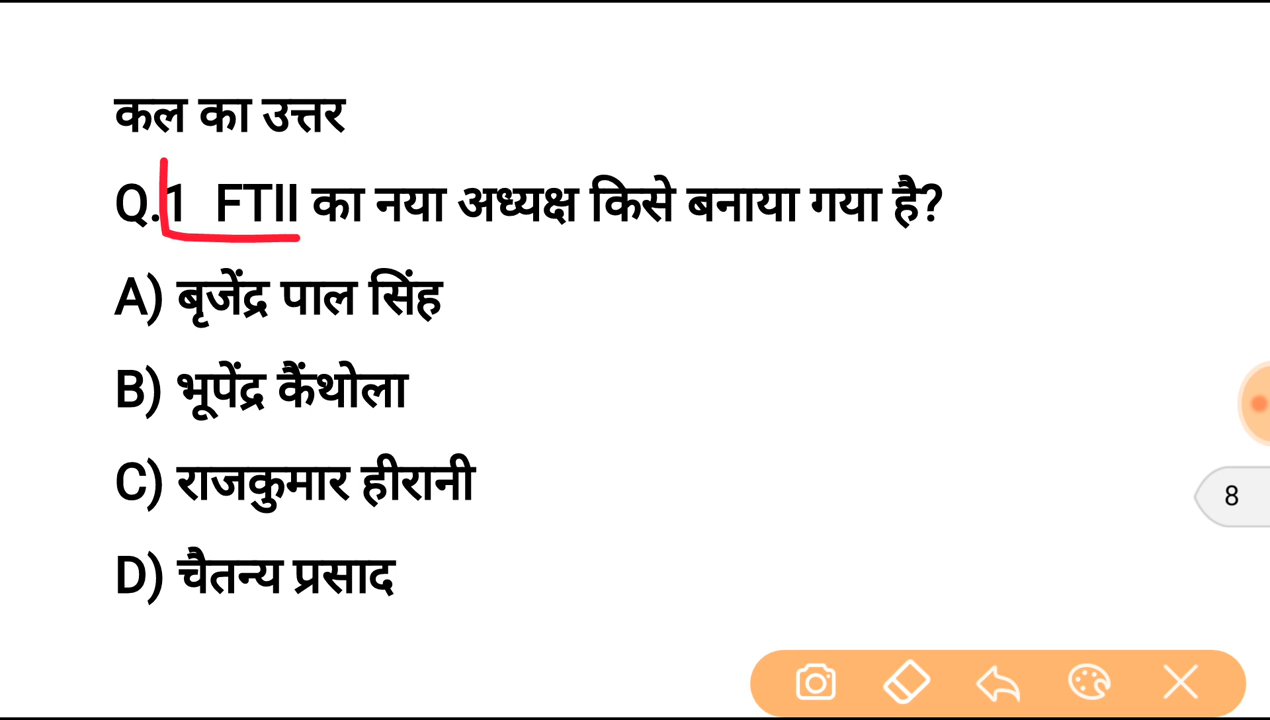 कल का उत्तर
Q.1 FTII का नया अध्यक्ष किसे बनाया गया है?
A) बृजेंद्र पाल सिंह
B) भूपेंद्र कैंथोला
C) राजकुमार हीरानी
D) चैतन्य प्रसाद
8